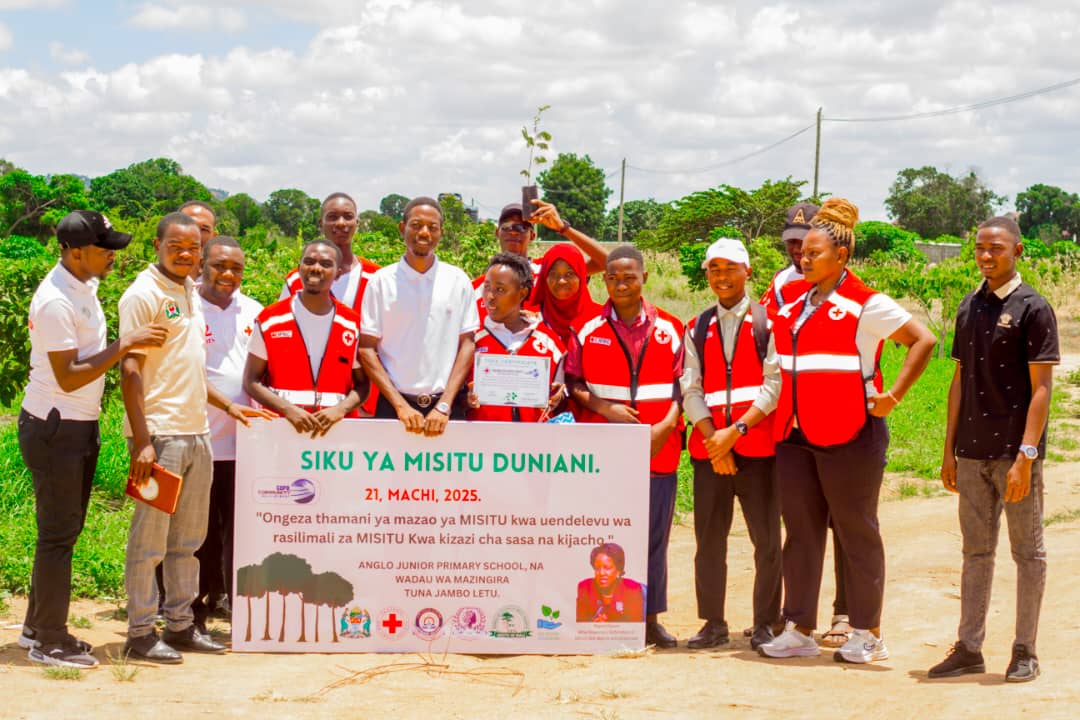 SIKU YA MISITU DUNIANI.
21, MACHI, 2025.
COMMUNITY
"Ongeza thamani ya mazao ya MISITU kwa uendelevu wa
rasilimali za MISITU Kwa kizazi cha sasa na kijacho."
ANGLO JUNIOR PRIMARY SCHOOL, NA
WADAU WA MAZINGIRA
TUNA JAMBO LETU.